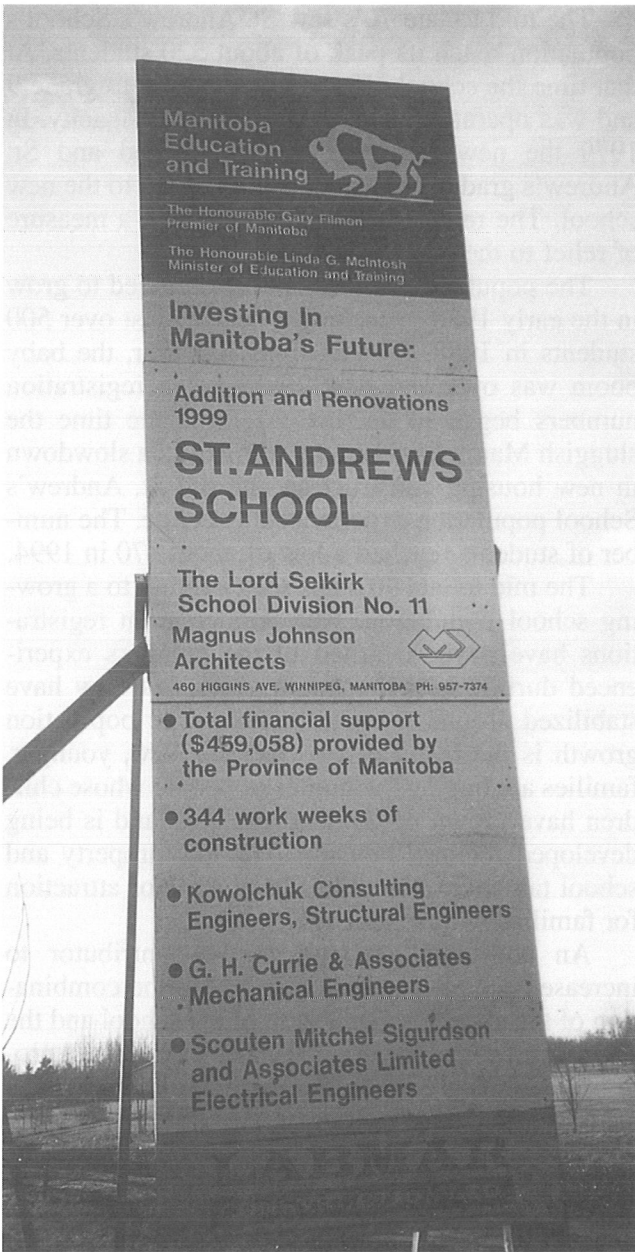 Manitoba
Education
and Training
The Honourable Gary Filmon
Premier of Manitoba
The Honourable Linda G. McIntosh
Minister of Education and Training
Investing In
Manitoba's Future:
Addition and Renovations
1999
ST. ANDREWS
SCHOOL
The Lord Selkirk
School Division No. 11
Magnus Johnson
Architects
460 HIGGINS AVE. WINNIPEG, MANITOBA PH: 957-7374
● Total financial support
($459,058) provided by
the Province of Manitoba
● 344 work weeks of
construction
● Kowolchuk Consulting
Engineers, Structural Engineers
● G. H. Currie & Associates
Mechanical Engineers
● Scouten Mitchel Sigurdson
and Associates Limited
Electrical Engineers